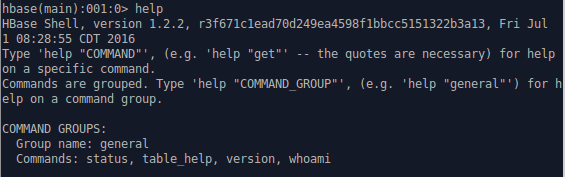 hbase(main):001:0> help
HBase Shell, version 1.2.2, r3f671c1ead70d249ea4598f1bbcc5151322b3a13, Fri Jul
1 08:28:55 CDT 2016
Type 'help "COMMAND"', (e.g. 'help "get"' -- the quotes are necessary) for help
on a specific command.
Commands are grouped. Type 'help "COMMAND_GROUP"', (e.g. 'help "general"') for h
elp on a command group.

COMMAND GROUPS:
  Group name: general
  Commands: status, table_help, version, whoami